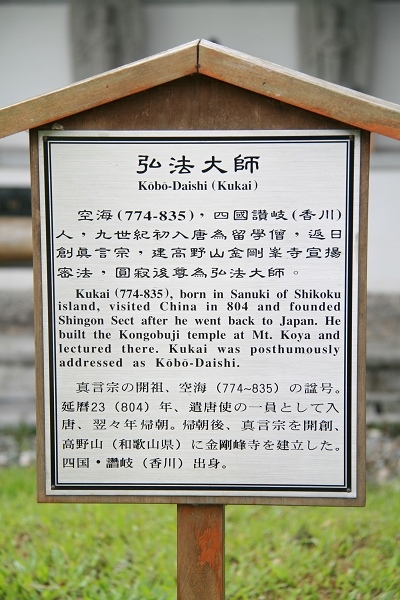 弘法大師
Kōbō-Daishi (Kukai)
空海(774-835)，四國讚岐(香川)
人，九世紀初入唐為留學僧，返日
創真言宗，建高野山金剛峯寺宣揚
密法，圓寂後尊為弘法大師。
Kukai (774-835), born in Sanuki of Shikoku
island, visited China in 804 and founded
Shingon Sect after he went back to Japan. He
built the Kongobuji temple at Mt. Koya and
lectured there. Kukai was posthumously
addressed as Kōbō-Daishi.
真言宗の開祖、空海（774~835）の諡号。
延暦23（804）年、遣唐使の一員として入
唐、翌々年帰朝。帰朝後、真言宗を開創、
高野山（和歌山県）に金剛峰寺を建立した。
四国・讚岐（香川）出身。